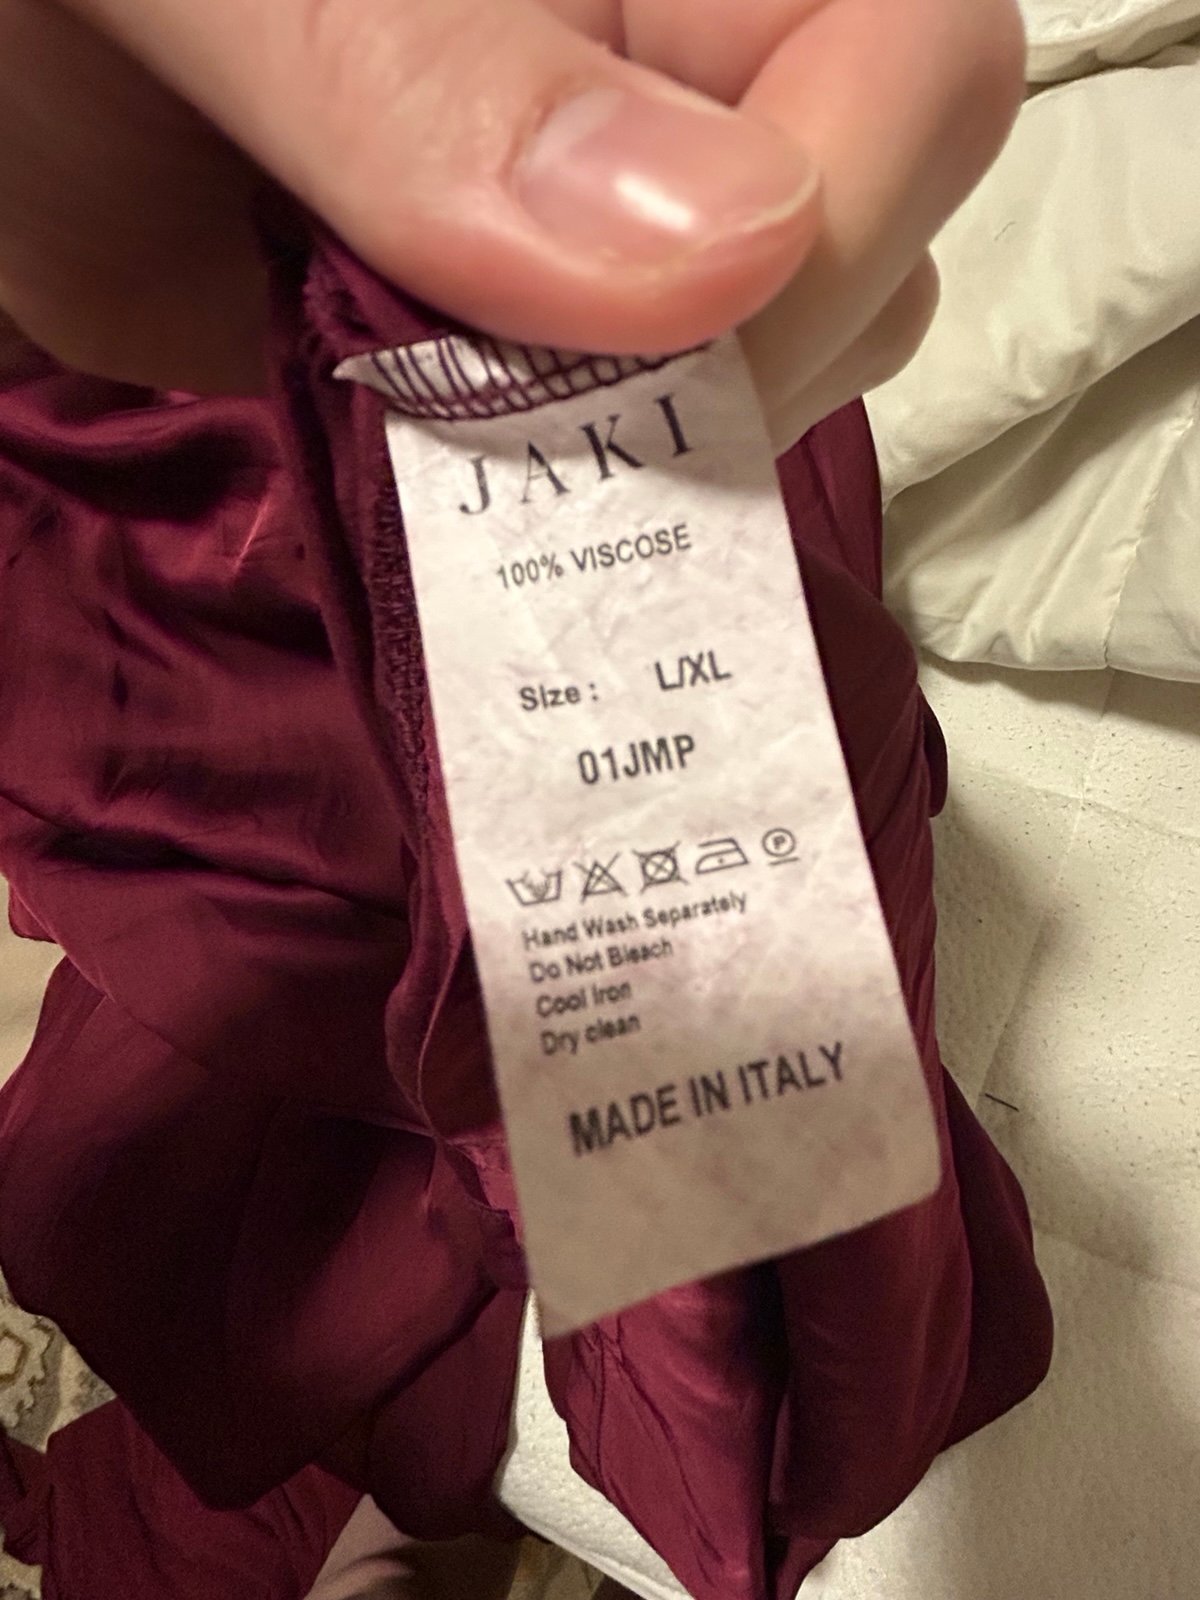 JAKI
100% VISCOSE
Size : L/XL
01JMP
P
Hand Wash Separately
Do Not Bleach
Cool Iron
Dry clean
MADE IN ITALY